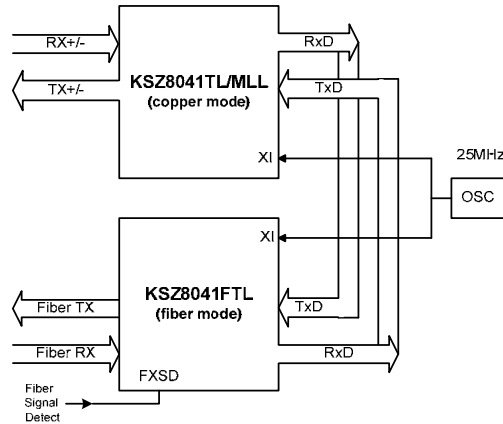 RX+/-
RxD
KSZ8041TL/MLL
(copper mode)
TX+/-
TxD
XI
25MHz
OSC
XI
KSZ8041FTL
(fiber mode)
Fiber TX
TxD
Fiber RX
RxD
FXSD
Fiber
Signal
Detect